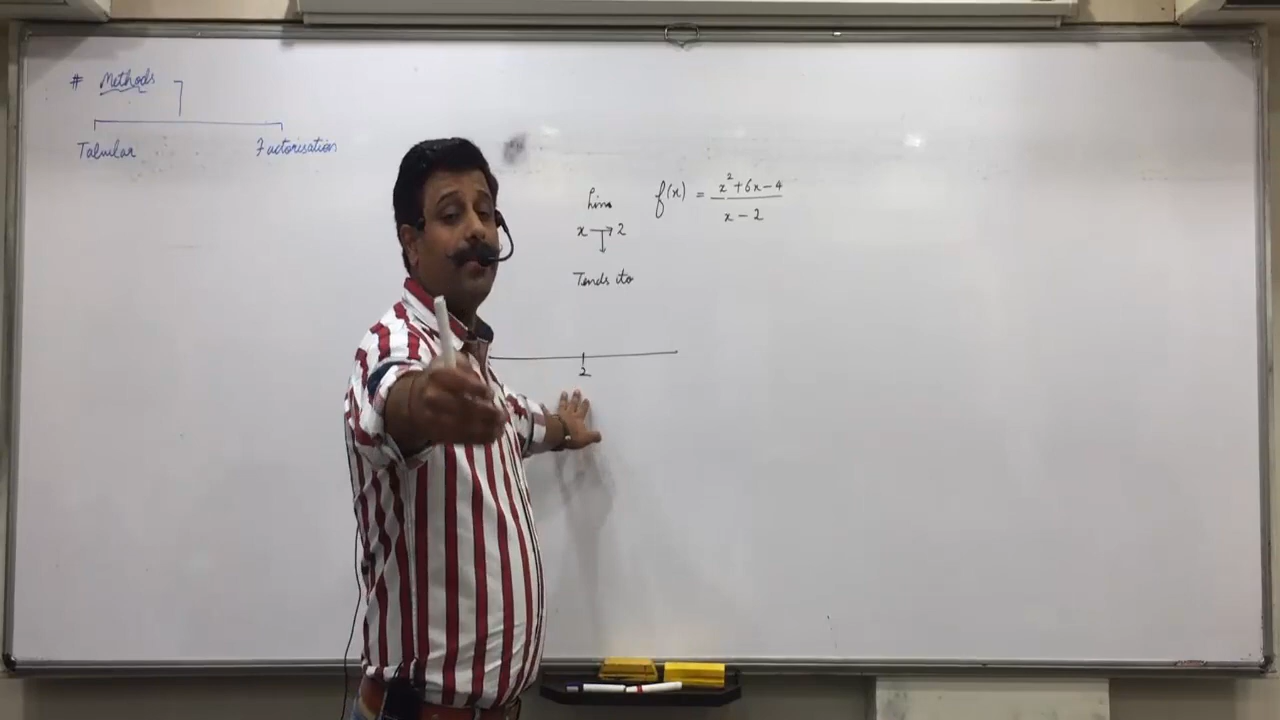 # Methods
Tabular Factorisation
Lim f(x) = x²+6x-4 / x-2
x→2
Tends to
2